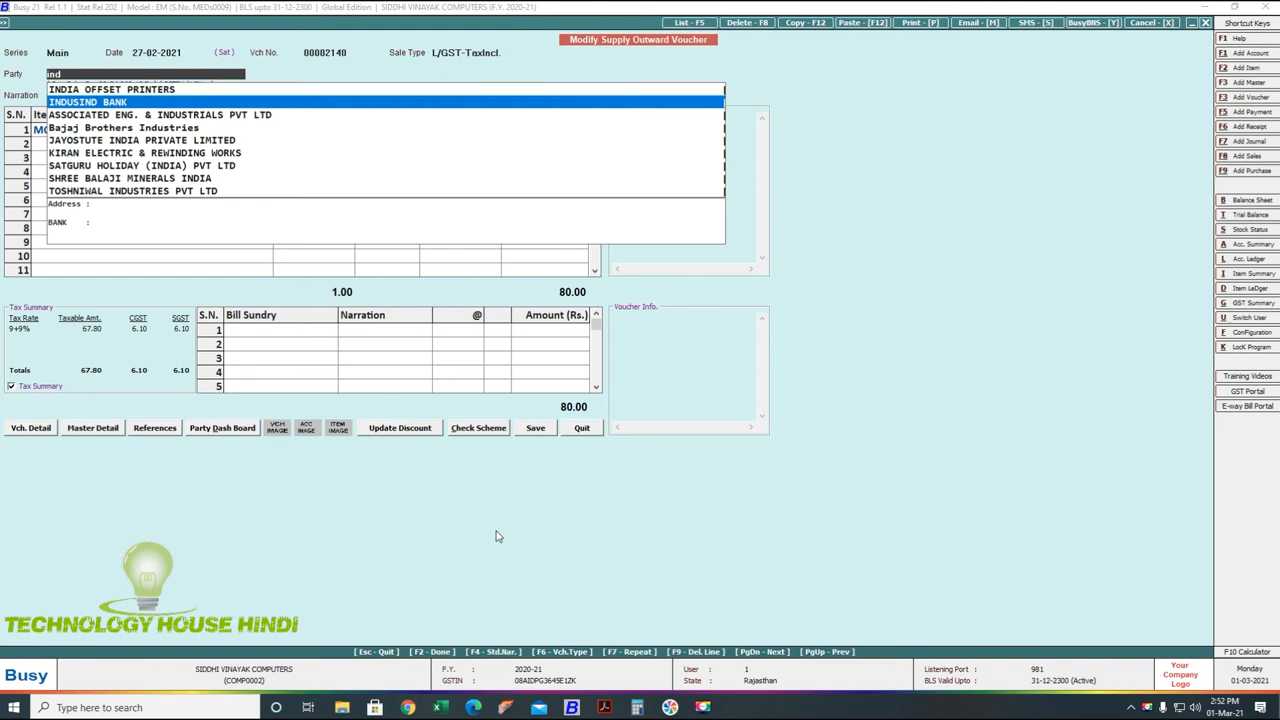 Busy 21 Rel 1.1 | Stat Rel 202 | Model : EM (S.No. MEDs0009) | BLS upto 31-12-2300 | Global Edition | SIDDHI VINAYAK COMPUTERS (F.Y. 2020-21)
>> List - F5 Delete - F8 Copy - F12 Paste - [F12] Print - [P] Email - [M] SMS - [S] BusyBNS - [Y] Cancel - [X]
Shortcut Keys
F1 Help
F1 Add Account
F2 Add Item
F3 Add Master
F3 Add Voucher
F5 Add Payment
F6 Add Receipt
F7 Add Journal
F8 Add Sales
F9 Add Purchase
B Balance Sheet
T Trial Balance
S Stock Status
A Acc. Summary
L Acc. Ledger
I Item Summary
D Item LeDger
G GST Summary
U Switch User
F ConFiguration
K LocK Program
Training Videos
GST Portal
E-way Bill Portal
Modify Supply Outward Voucher
Series Main Date 27-02-2021 (Sat) Vch No. 00002140 Sale Type L/GST-TaxIncl.
Party ind
Narration
INDIA OFFSET PRINTERS
INDUSIND BANK
ASSOCIATED ENG. & INDUSTRIALS PVT LTD
Bajaj Brothers Industries
JAYOSTUTE INDIA PRIVATE LIMITED
KIRAN ELECTRIC & REWINDING WORKS
SATGURU HOLIDAY (INDIA) PVT LTD
SHREE BALAJI MINERALS INDIA
TOSHNIWAL INDUSTRIES PVT LTD
Address :
BANK :
S.N. Ite
1 MO
2
3
4
5
6
7
8
9
10
11
1.00 80.00
Tax Summary
Tax Rate Taxable Amt. CGST SGST
9+9% 67.80 6.10 6.10
Totals 67.80 6.10 6.10
Tax Summary
S.N. Bill Sundry Narration @ Amount (Rs.)
1
2
3
4
5
80.00
Voucher Info.
Vch. Detail Master Detail References Party Dash Board VCH IMAGE ACC IMAGE ITEM IMAGE Update Discount Check Scheme Save Quit
TECHNOLOGY HOUSE HINDI
[ Esc - Quit ] [ F2 - Done ] [ F4 - Std.Nar. ] [ F6 - Vch.Type ] [ F7 - Repeat ] [ F9 - Del. Line ] [ PgDn - Next ] [ PgUp - Prev ] F10 Calculator
Busy
SIDDHI VINAYAK COMPUTERS
(COMP0002)
F.Y. : 2020-21
GSTIN : 08AIDPG3645E1ZK
User : 1
State : Rajasthan
Listening Port : 981
BLS Valid Upto : 31-12-2300 (Active)
Your
Company
Logo
Monday
01-03-2021
Type here to search
2:52 PM
01-Mar-21